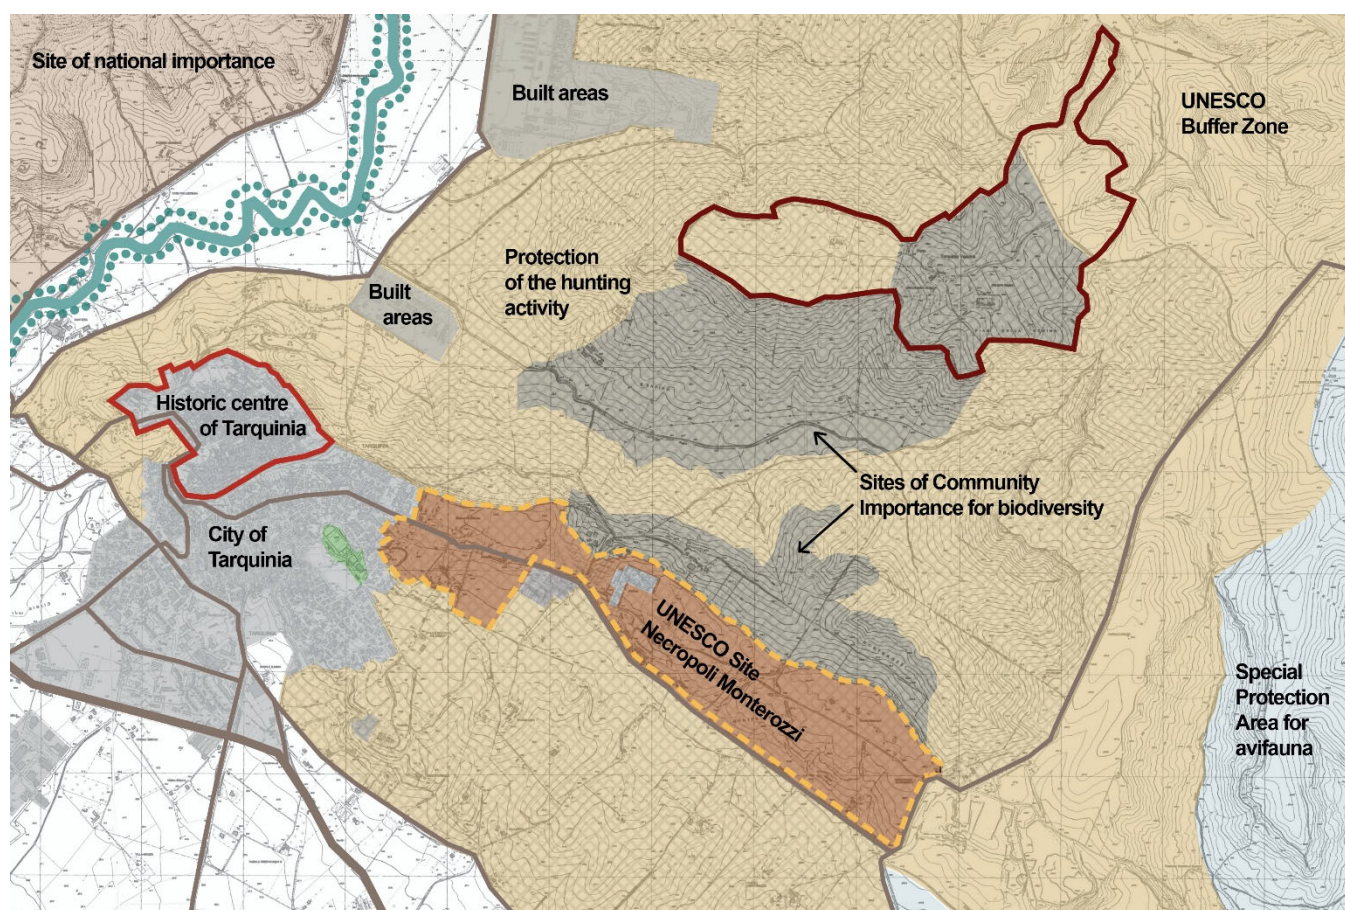 Site of national importance
Built areas
UNESCO
Buffer Zone
Protection
of the hunting
activity
Built
areas
Historic centre
of Tarquinia
Sites of Community
Importance for biodiversity
City of
Tarquinia
UNESCO Site
Necropoli Monterozzi
Special
Protection
Area for
avifauna